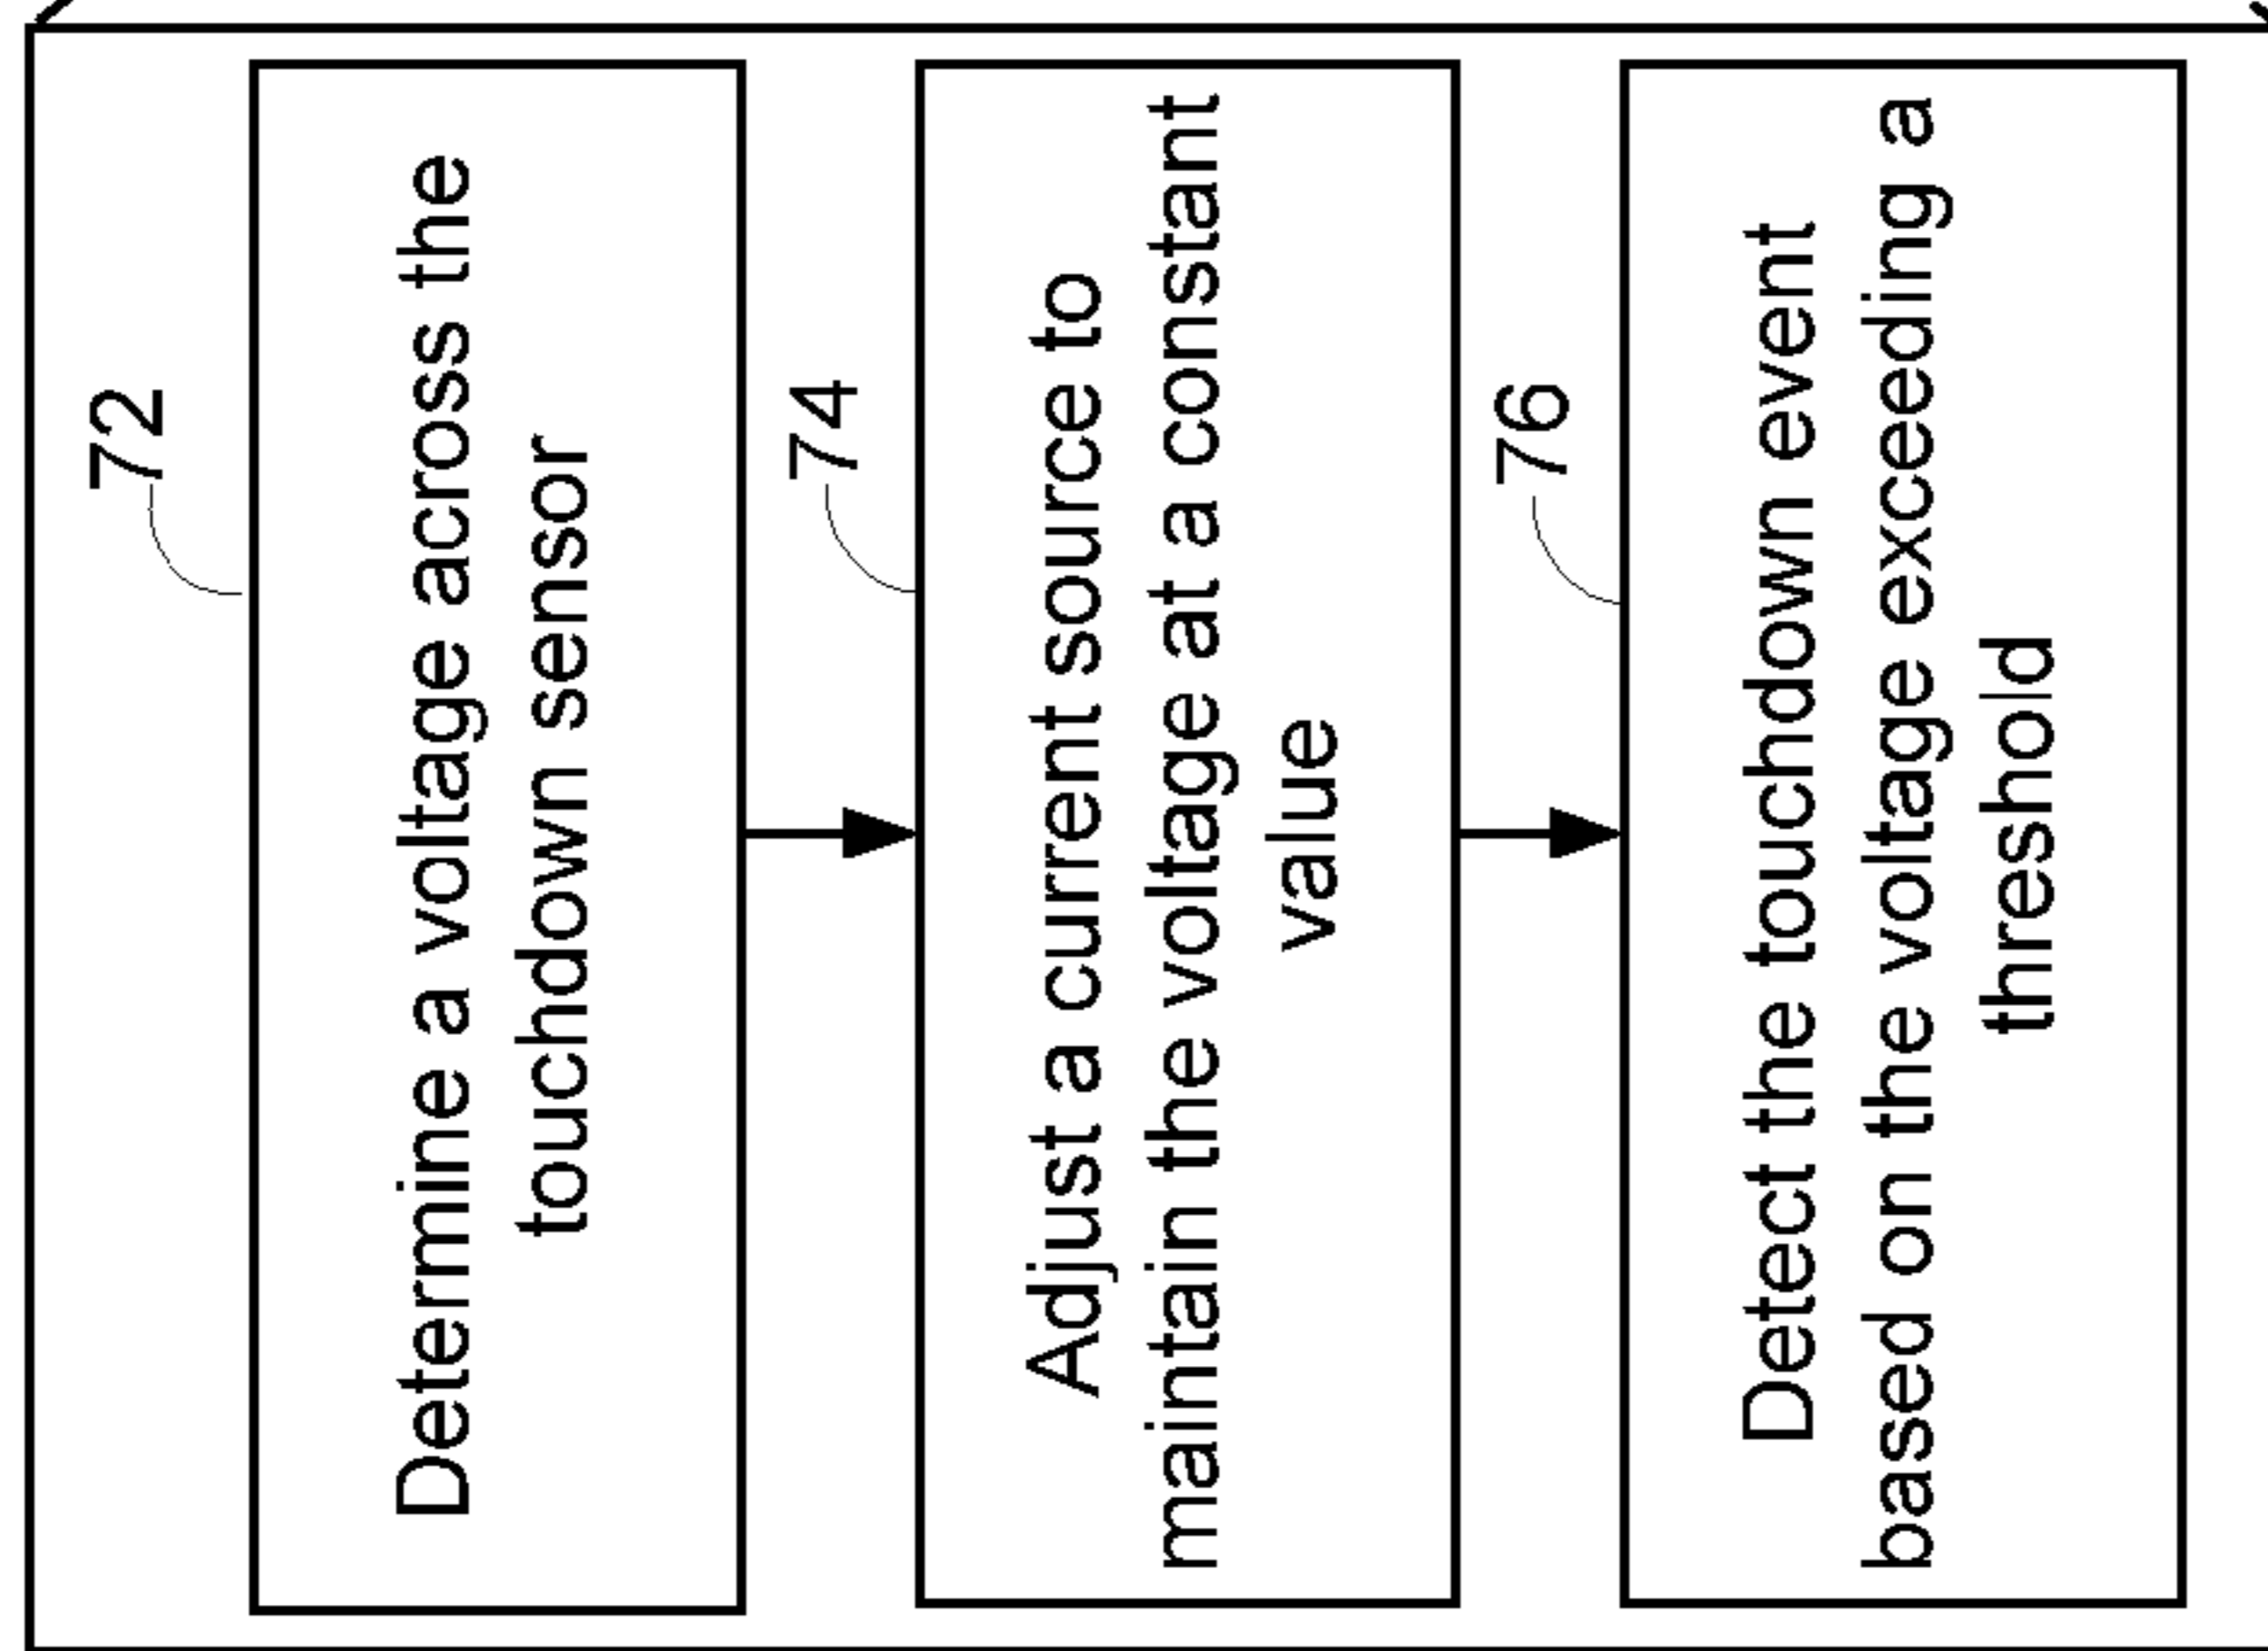 72
Determine a voltage across the
touchdown sensor
74
Adjust a current source to
maintain the voltage at a constant
value
76
Detect the touchdown event
based on the voltage exceeding a
threshold